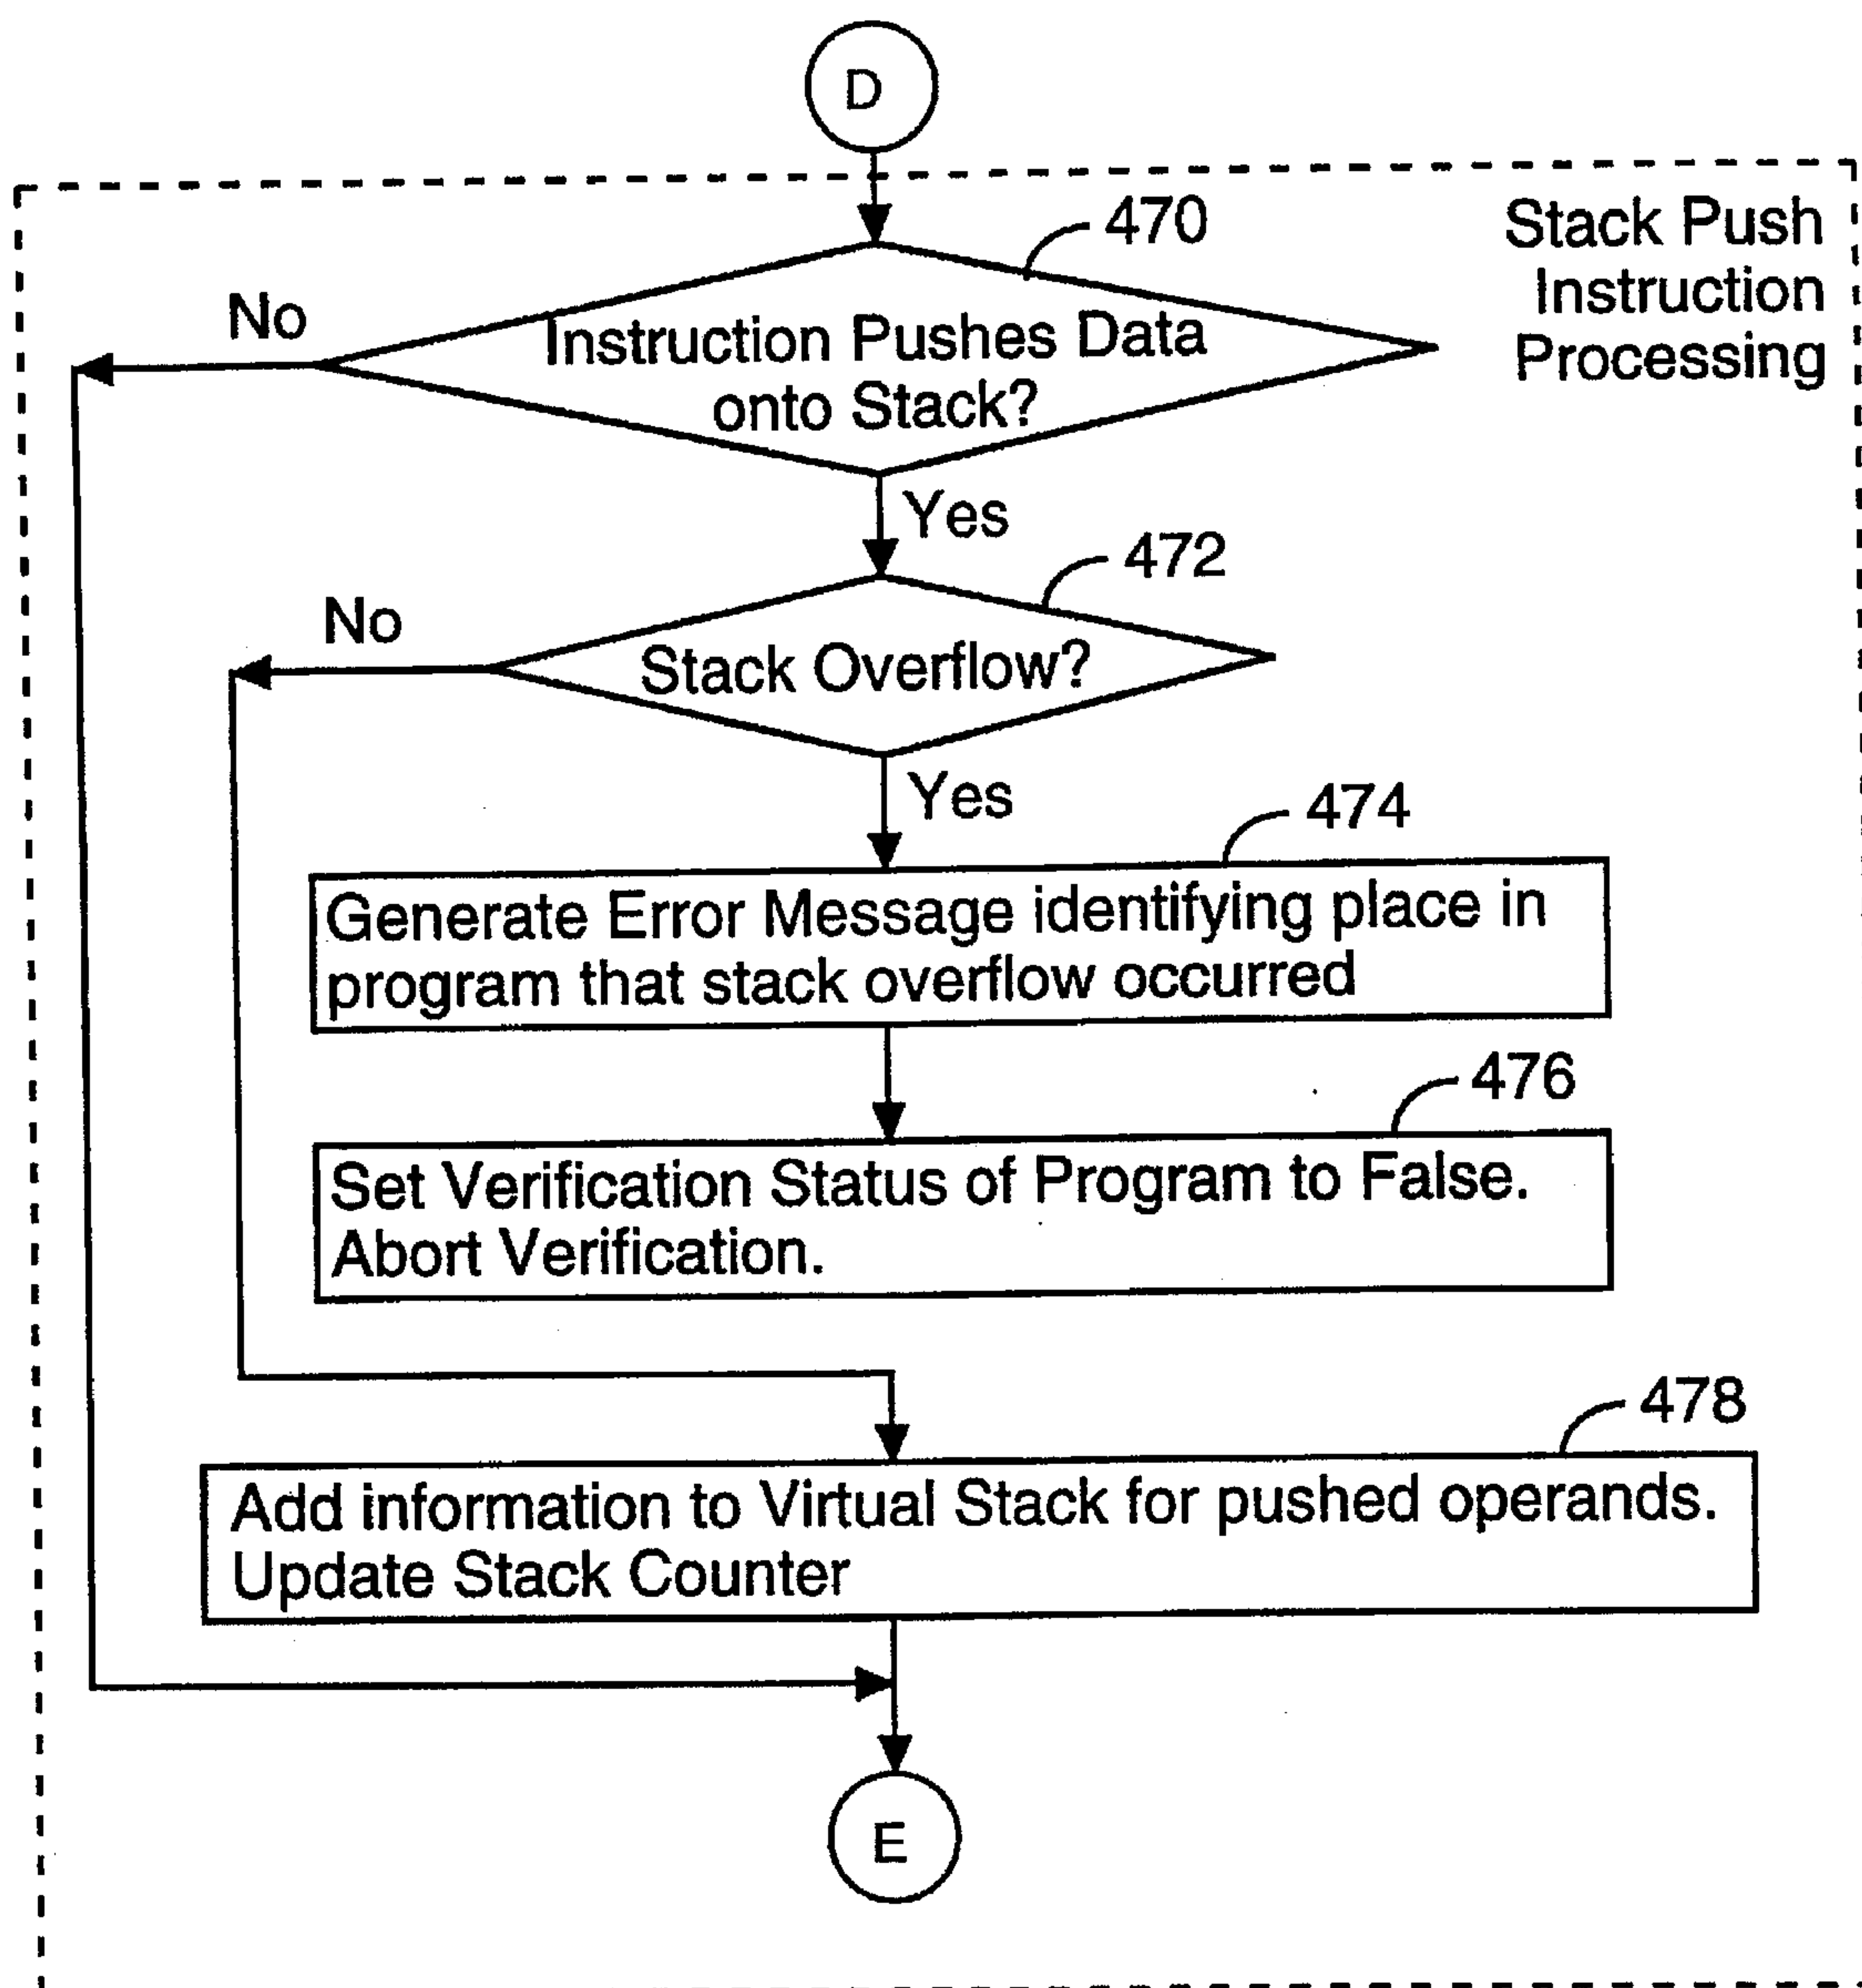 D
470
Stack Push
Instruction
Processing
No
Instruction Pushes Data
onto Stack?
Yes
472
No
Stack Overflow?
Yes
474
Generate Error Message identifying place in
program that stack overflow occurred
476
Set Verification Status of Program to False.
Abort Verification.
478
Add information to Virtual Stack for pushed operands.
Update Stack Counter
E